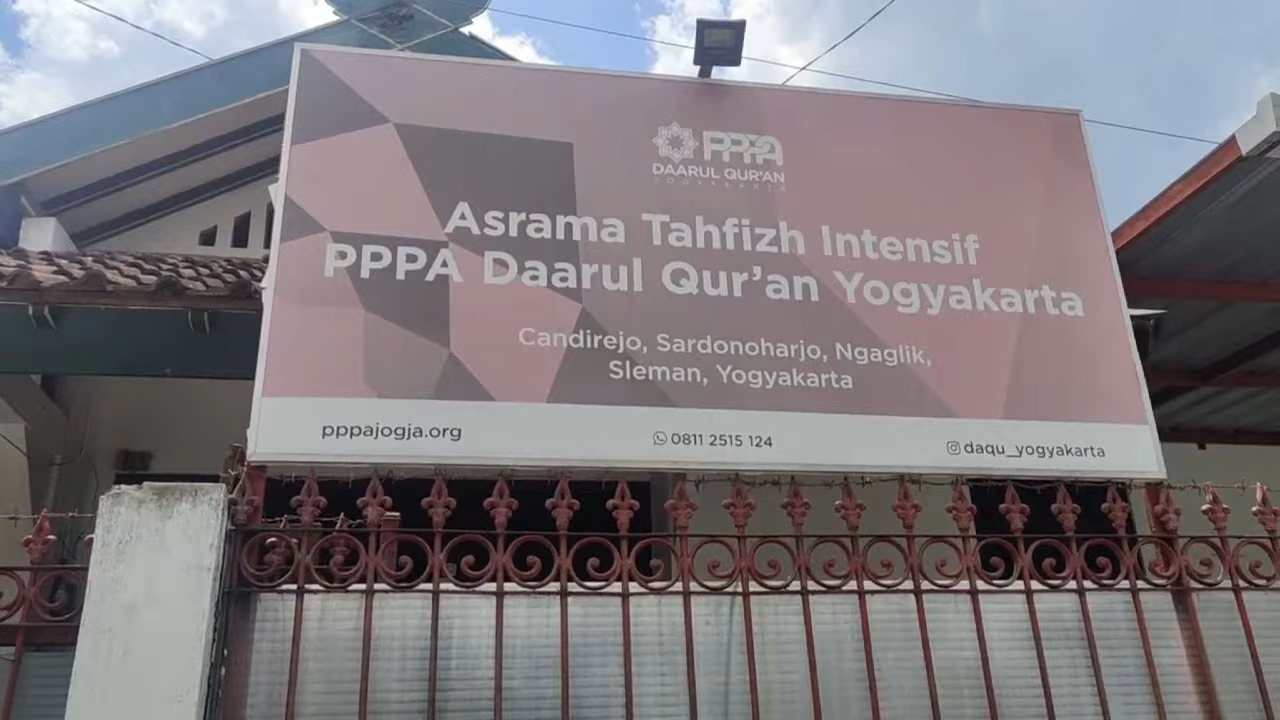 PPPA
DAARUL QUR'AN
YOGYAKARTA
Asrama Tahfizh Intensif
PPPA Daarul Qur'an Yogyakarta
Candirejo, Sardonoharjo, Ngaglik,
Sleman, Yogyakarta
pppajogja.org
0811 2515 124
daqu_yogyakarta